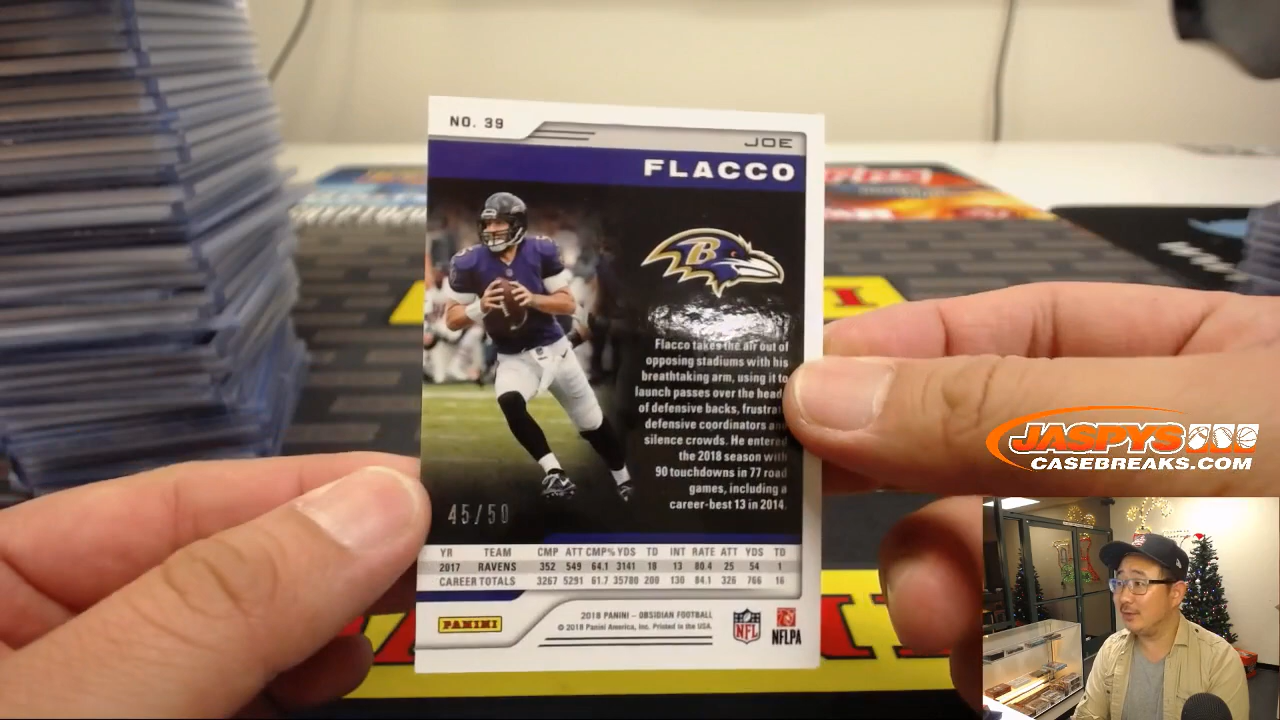 NO. 39
JOE
FLACCO
B
Flacco takes the air out of
opposing stadiums with his
breathtaking arm, using it to
launch passes over the head
of defensive backs, frustrat
defensive coordinators and
silence crowds. He entered
the 2018 season with
90 touchdowns in 77 road
games, including a
career-best 13 in 2014.
45/50
YR TEAM CMP ATT CMP% YDS TD INT RATE ATT YDS TD
2017 RAVENS 352 549 64.1 3141 18 13 80.4 25 54 1
CAREER TOTALS 3267 5291 61.7 35780 200 130 84.1 326 766 16
PANINI
2018 PANINI – OBSIDIAN FOOTBALL
© 2018 Panini America, Inc. Printed in the USA.
NFL
NFLPA
JASPYS
CASEBREAKS.COM